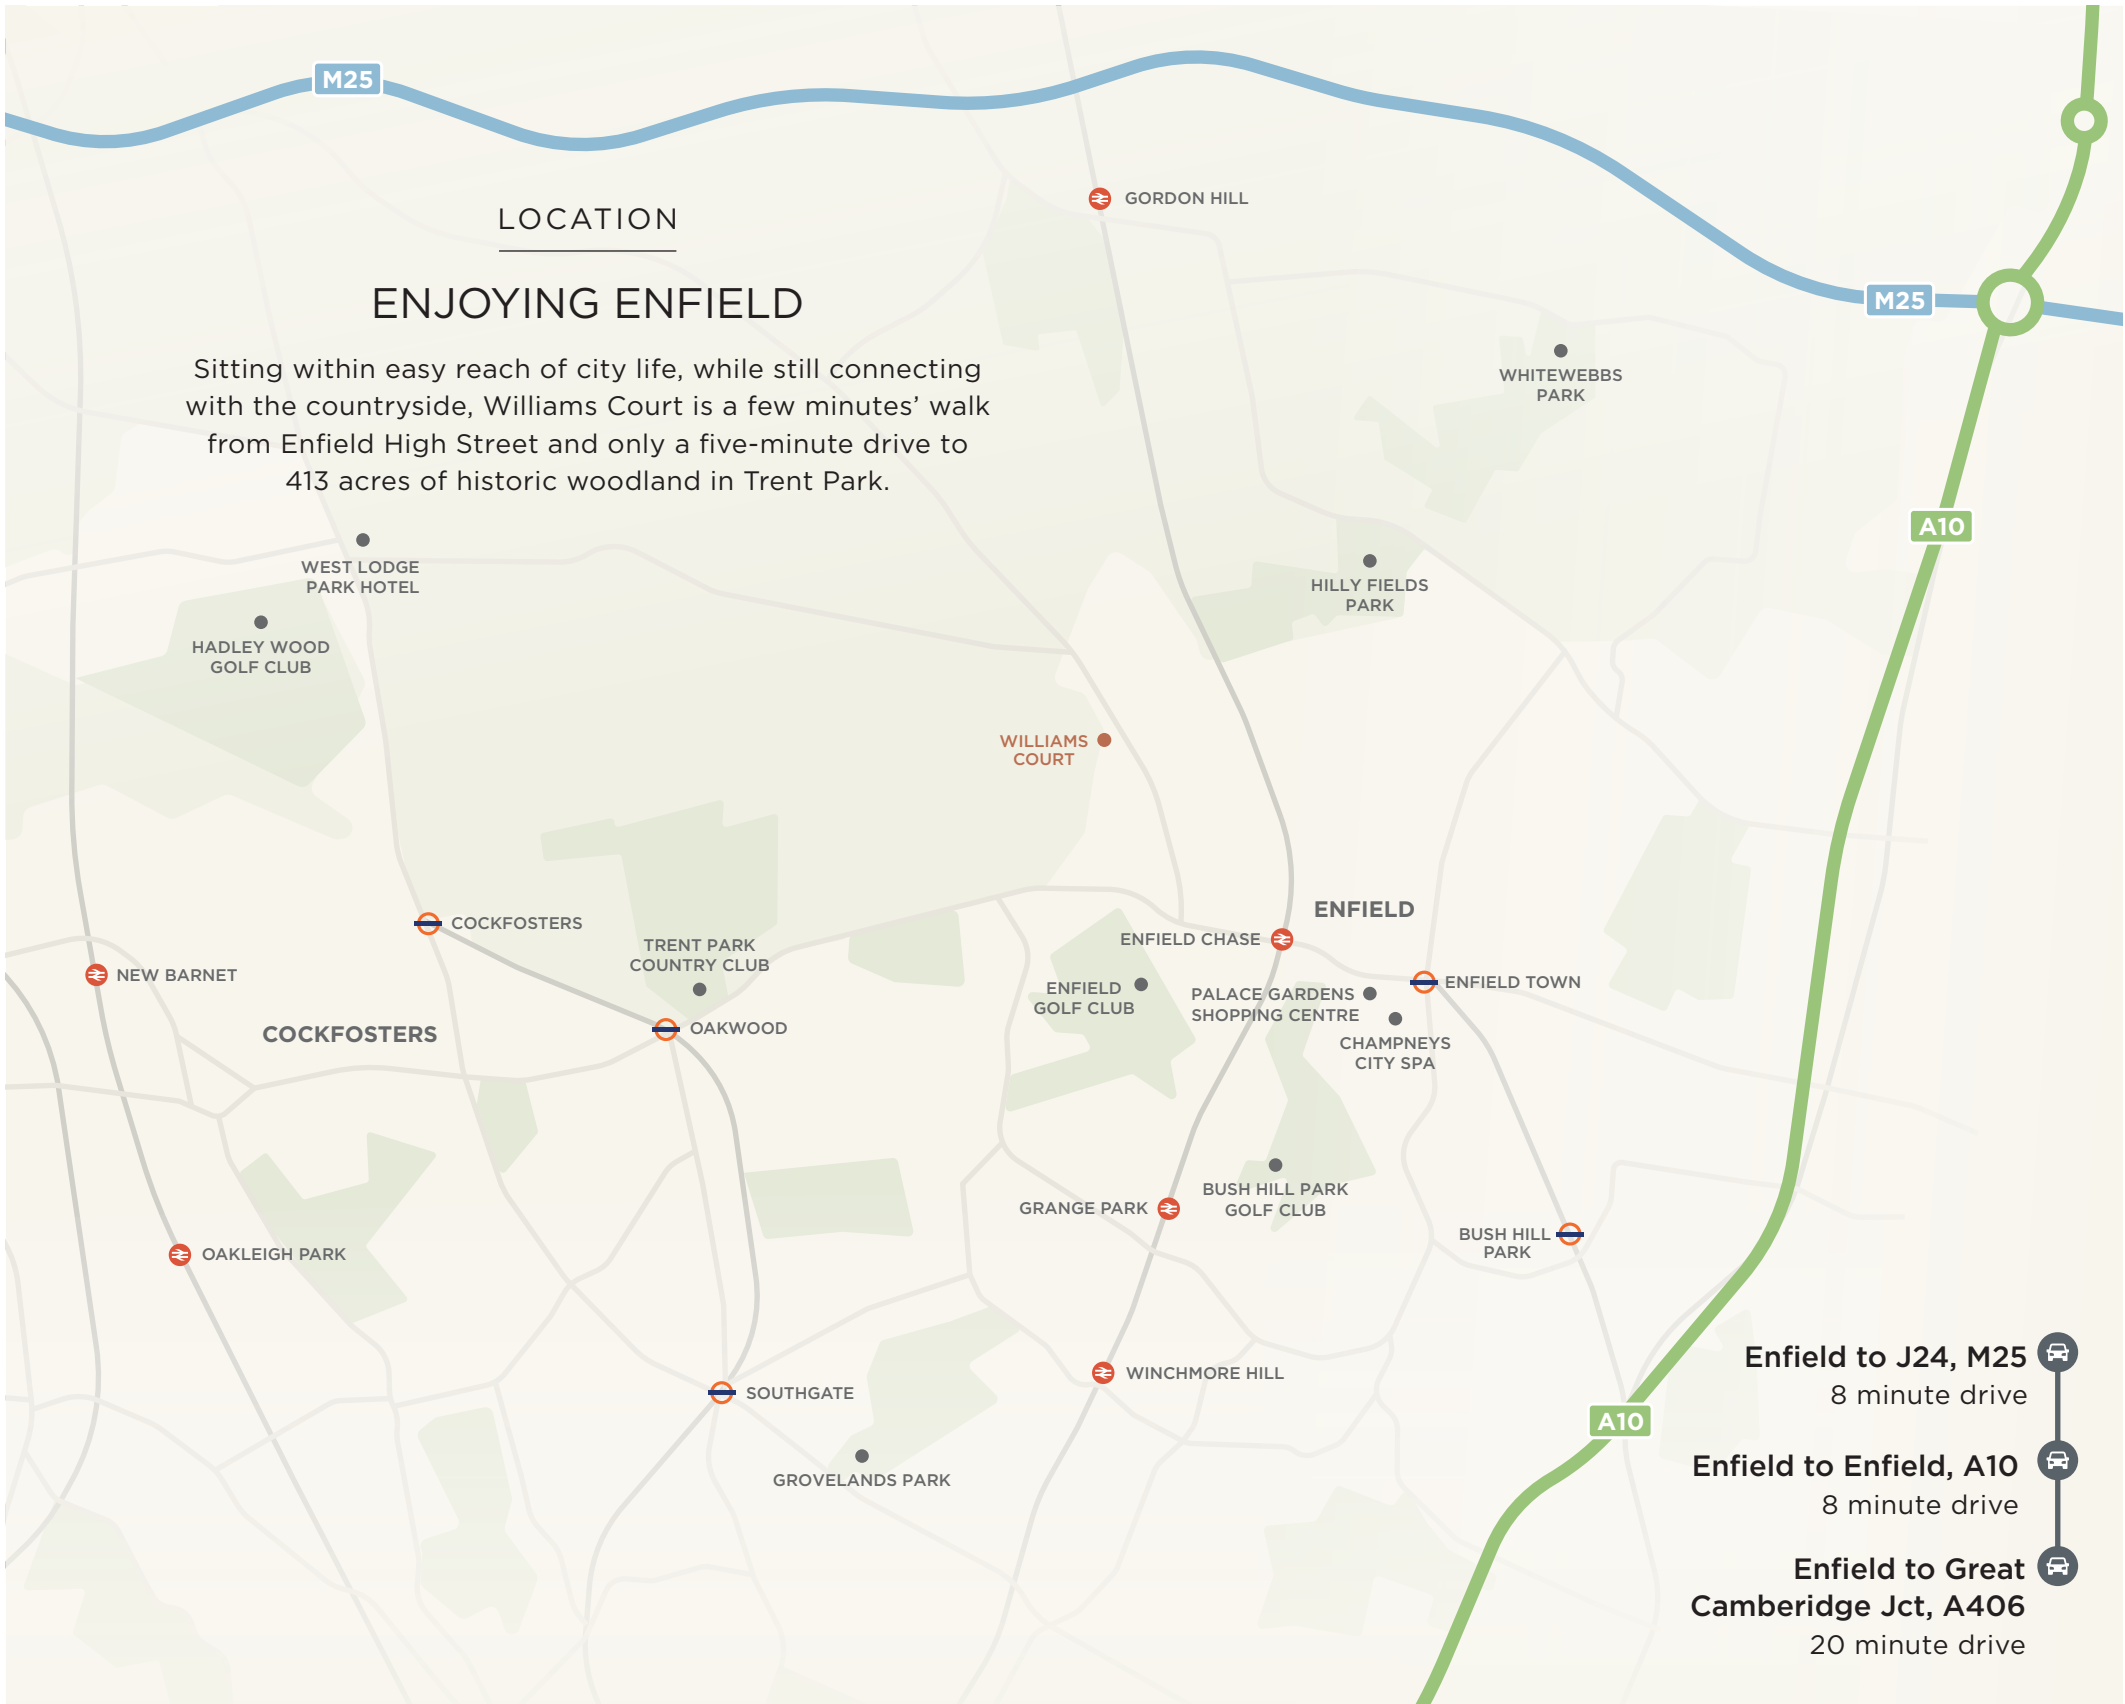 M25
GORDON HILL
LOCATION
ENJOYING ENFIELD
Sitting within easy reach of city life, while still connecting
with the countryside, Williams Court is a few minutes’ walk
from Enfield High Street and only a five-minute drive to
413 acres of historic woodland in Trent Park.
M25
WHITEWEBBS
PARK
A10
WEST LODGE
PARK HOTEL
HILLY FIELDS
PARK
HADLEY WOOD
GOLF CLUB
WILLIAMS
COURT
ENFIELD
COCKFOSTERS
TRENT PARK
COUNTRY CLUB
ENFIELD CHASE
NEW BARNET
ENFIELD
GOLF CLUB
PALACE GARDENS
SHOPPING CENTRE
ENFIELD TOWN
COCKFOSTERS
OAKWOOD
CHAMPNEYS
CITY SPA
GRANGE PARK
BUSH HILL PARK
GOLF CLUB
BUSH HILL
PARK
OAKLEIGH PARK
WINCHMORE HILL
SOUTHGATE
GROVELANDS PARK
A10
Enfield to J24, M25
8 minute drive
Enfield to Enfield, A10
8 minute drive
Enfield to Great
Camberidge Jct, A406
20 minute drive